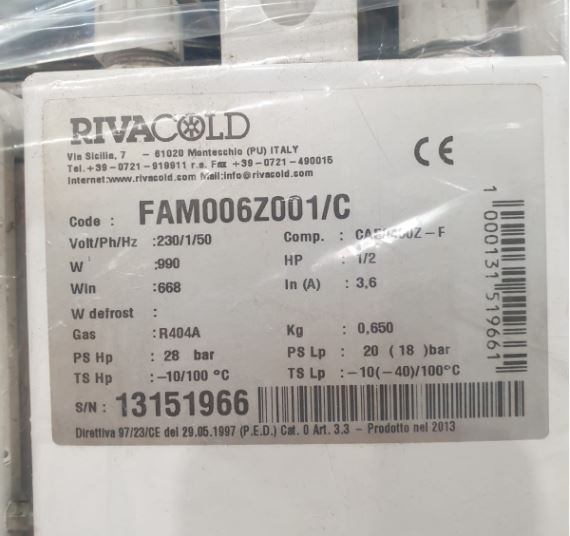 RIVACOLD
Via Sicilia, 7 - 61020 Montecchio (PU) ITALY
Tel.+39-0721-919911 r.a. Fax +39-0721-490015
Internet:www.rivacold.com Mail:info@rivacold.com
CE
Code : FAM006Z001/C
Volt/Ph/Hz :230/1/50 Comp. :
W :990 HP : 1/2
Win :668 In (A) : 3,6
W defrost :
Gas :R404A Kg : 0,650
PS Hp : 28 bar PS Lp : 20 ( 18 )bar
TS Hp :-10/100 °C TS Lp : -10(-40)/100°C
S/N : 13151966
Direttiva 97/23/CE del 29.05.1997 (P.E.D.) Cat. 0 Art. 3.3 - Prodotto nel 2013
1000131519661